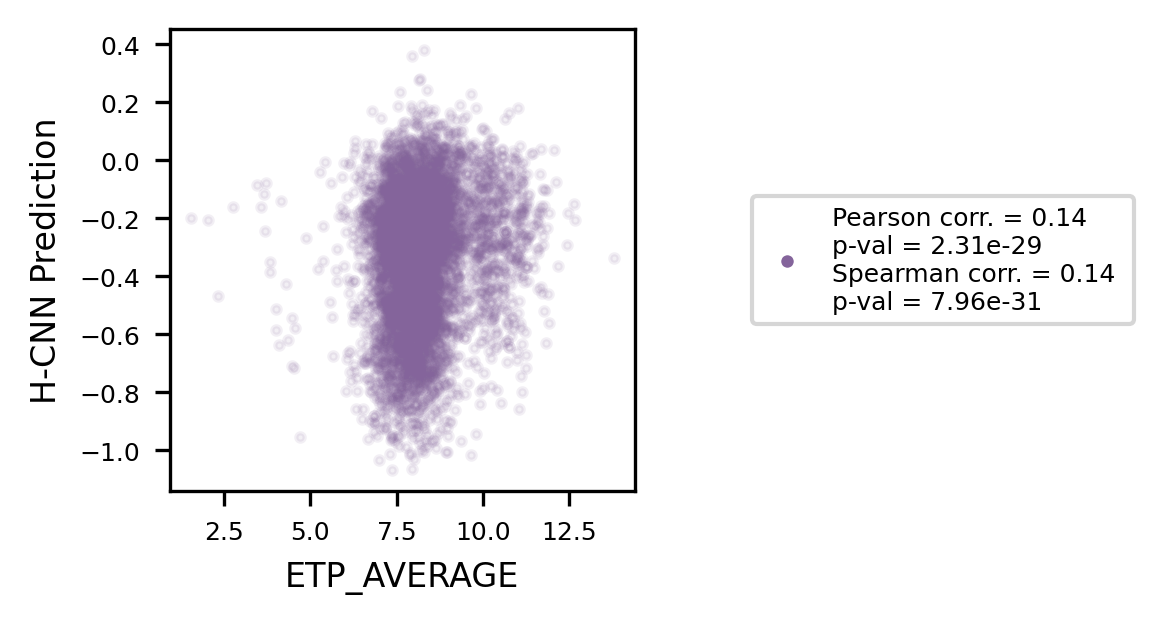 0.4
0.2
0.0
−0.2
−0.4
−0.6
−0.8
−1.0
H-CNN Prediction
2.5 5.0 7.5 10.0 12.5
ETP_AVERAGE
Pearson corr. = 0.14
p-val = 2.31e-29
Spearman corr. = 0.14
p-val = 7.96e-31